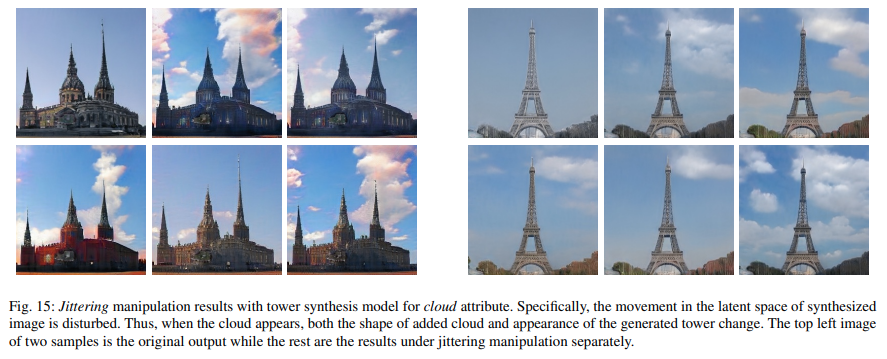 Fig. 15: Jittering manipulation results with tower synthesis model for cloud attribute. Specifically, the movement in the latent space of synthesized
image is disturbed. Thus, when the cloud appears, both the shape of added cloud and appearance of the generated tower change. The top left image
of two samples is the original output while the rest are the results under jittering manipulation separately.